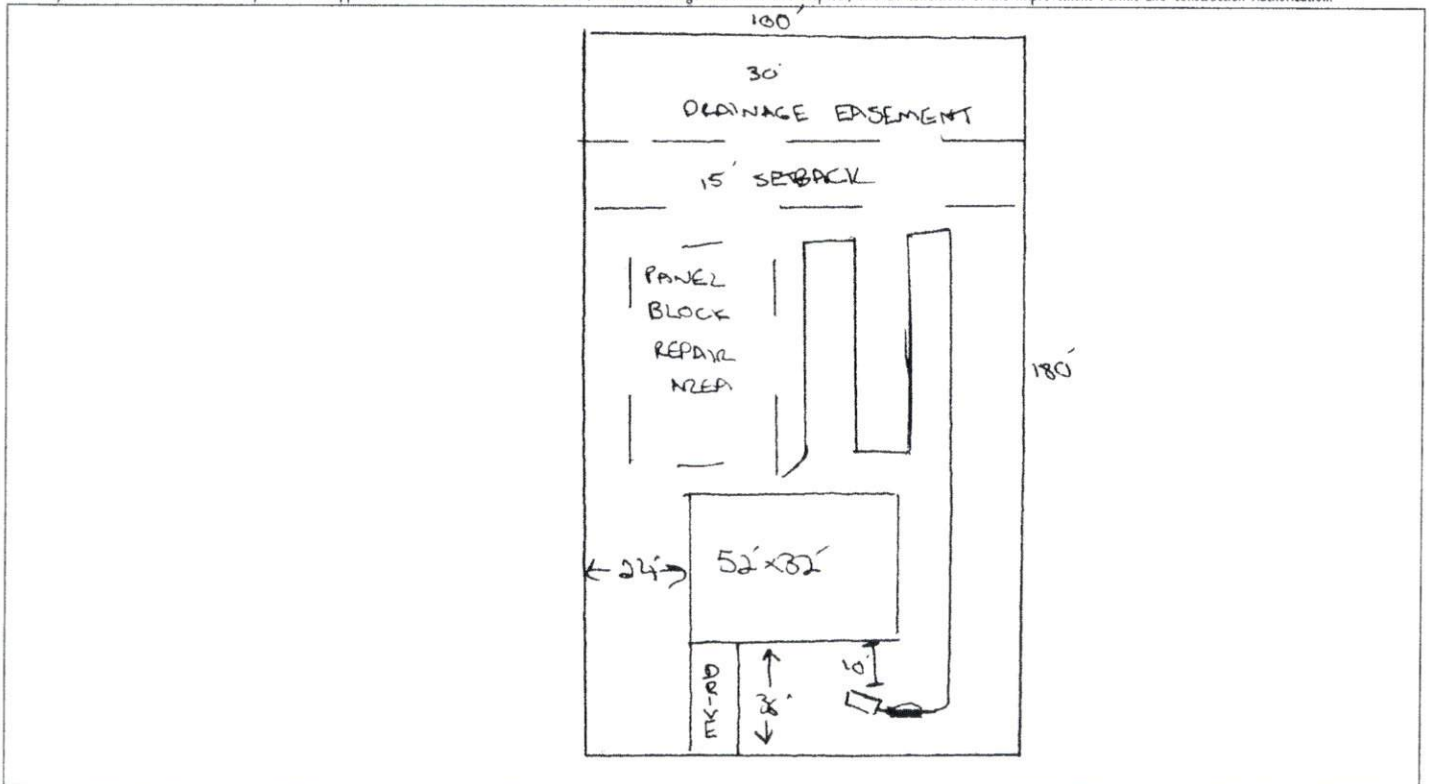 100'
30'
DRAINAGE EASEMENT
15' SETBACK
PANEL
BLOCK
REPAIR
AREA
180'
24'
52'x32'
DRIVE
36'
10'